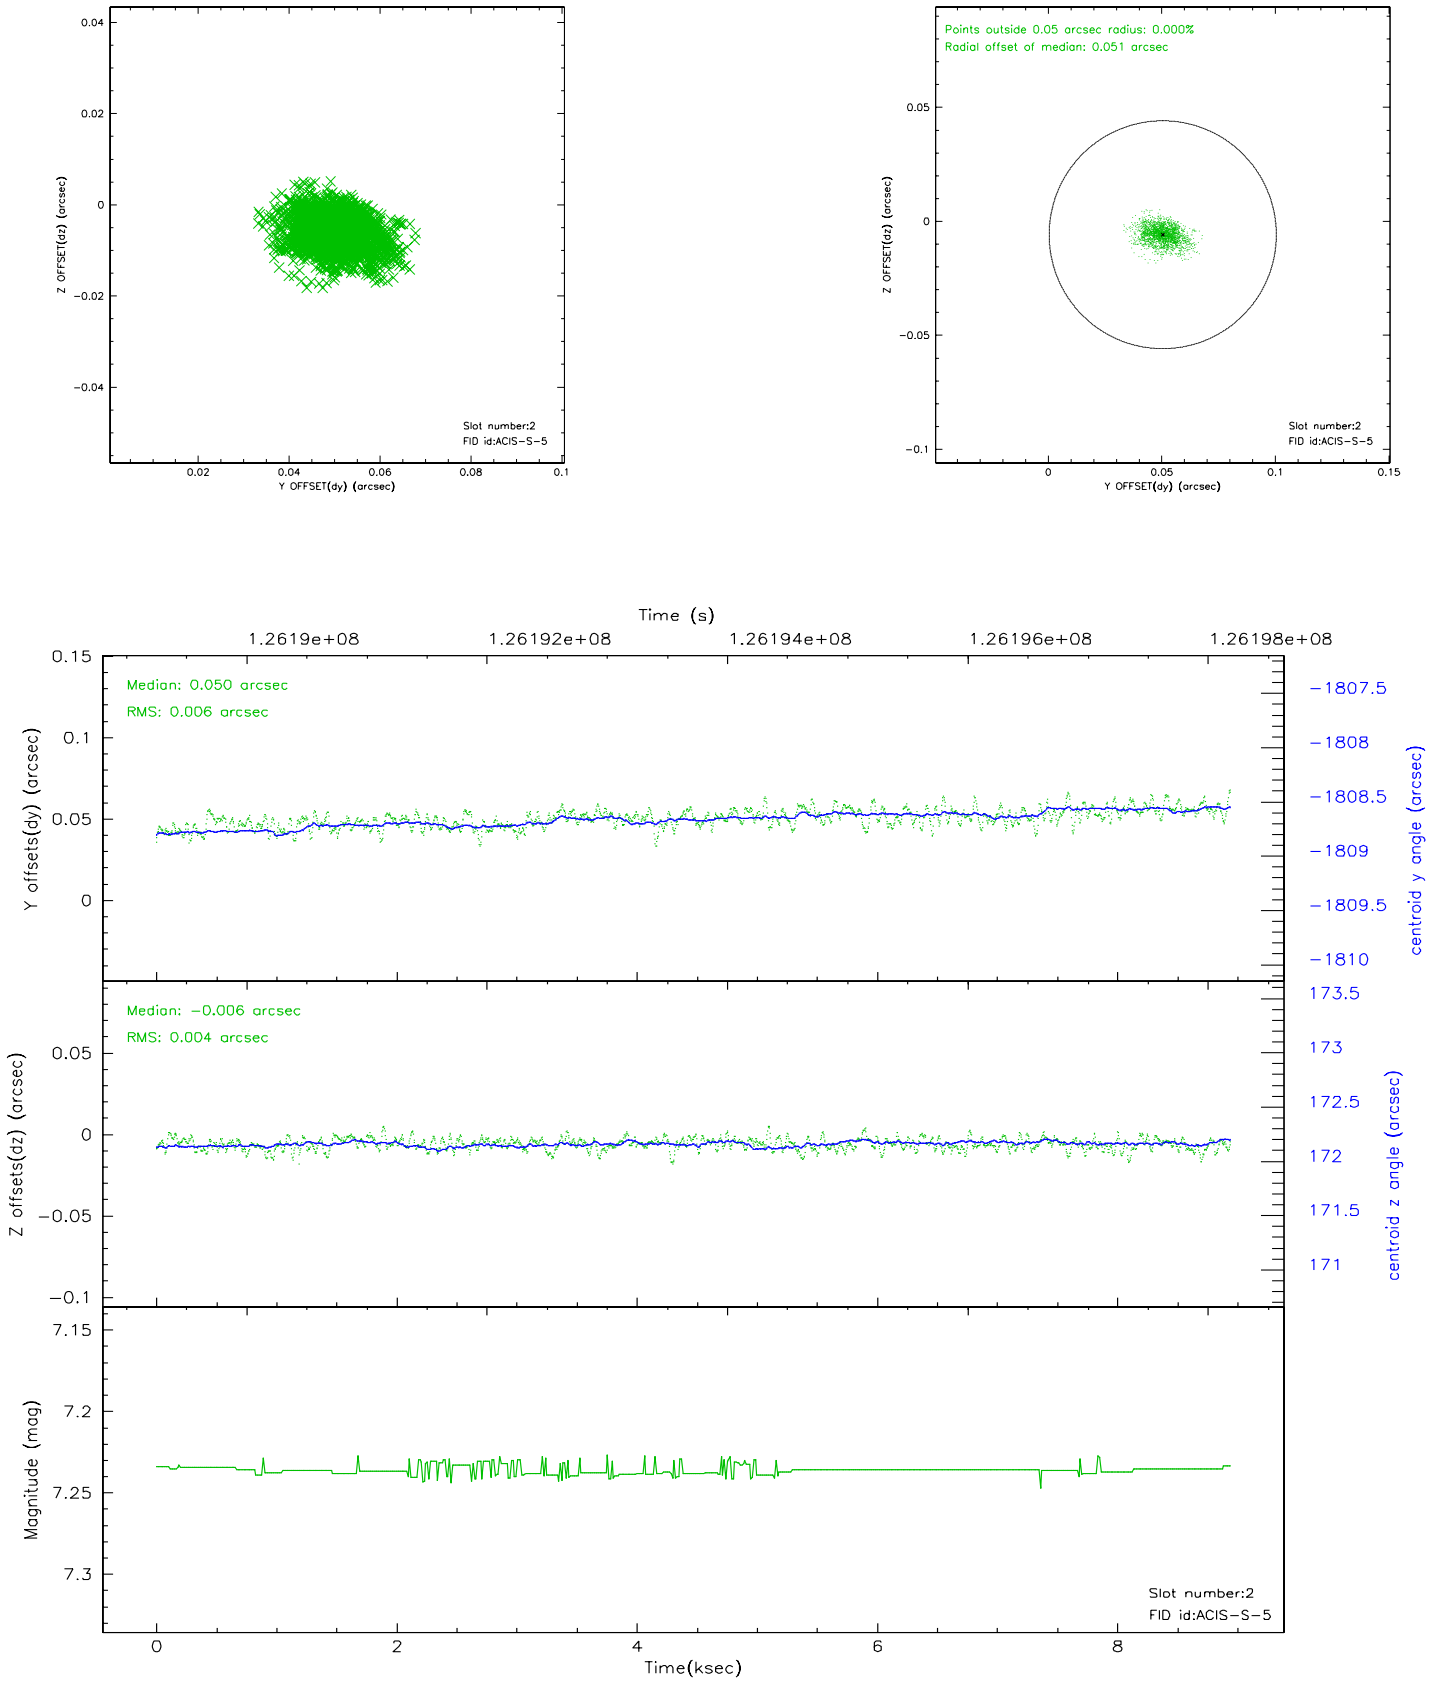 0.04
0.02
0
-0.02
-0.04
Z OFFSET(dz) (arcsec)
Slot number:2
FID id:ACIS-S-5
0.02 0.04 0.06 0.08 0.1
Y OFFSET(dy) (arcsec)
Points outside 0.05 arcsec radius: 0.000%
Radial offset of median: 0.051 arcsec
0.05
0
-0.05
-0.1
Z OFFSET(dz) (arcsec)
Slot number:2
FID id:ACIS-S-5
0 0.05 0.1 0.15
Y OFFSET(dy) (arcsec)
Time (s)
1.2619e+08 1.26192e+08 1.26194e+08 1.26196e+08 1.26198e+08
Median: 0.050 arcsec
RMS: 0.006 arcsec
0.15
0.1
0.05
0
Y offsets(dy) (arcsec)
-1807.5
-1808
-1808.5
-1809
-1809.5
-1810
centroid y angle (arcsec)
Median: -0.006 arcsec
RMS: 0.004 arcsec
0.05
0
-0.05
-0.1
Z offsets(dz) (arcsec)
173.5
173
172.5
172
171.5
171
centroid z angle (arcsec)
7.15
7.2
7.25
7.3
Magnitude (mag)
Slot number:2
FID id:ACIS-S-5
0 2 4 6 8
Time(ksec)